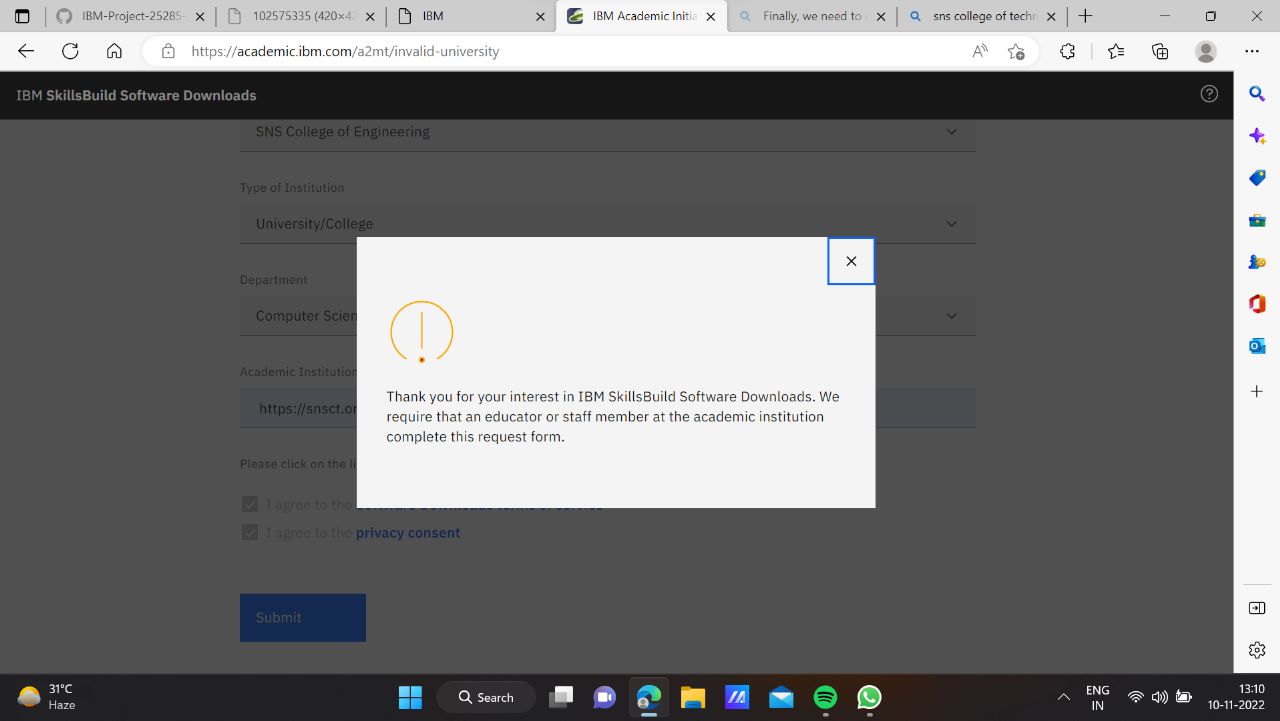 IBM-Project-25285-
102575335 (420×42
IBM
IBM Academic Initia
Finally, we need to
sns college of techn
https://academic.ibm.com/a2mt/invalid-university
IBM SkillsBuild Software Downloads
SNS College of Engineering
Type of Institution
University/College
Department
Computer Scien
Academic Institution
https://snsct.or
Thank you for your interest in IBM SkillsBuild Software Downloads. We
require that an educator or staff member at the academic institution
complete this request form.
Please click on the li
I agree to the Software Downloads terms of service
I agree to the privacy consent
Submit
31°C
Haze
Search
ENG
IN
13:10
10-11-2022